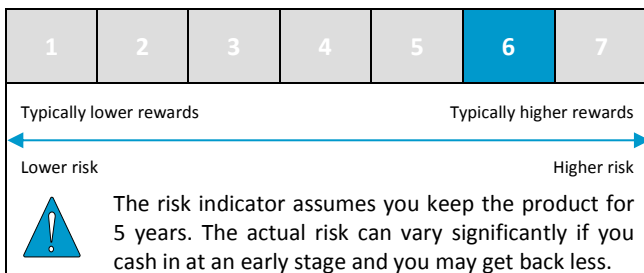 1 2 3 4 5 6 7
Typically lower rewards Typically higher rewards
Lower risk Higher risk
The risk indicator assumes you keep the product for
5 years. The actual risk can vary significantly if you
cash in at an early stage and you may get back less.